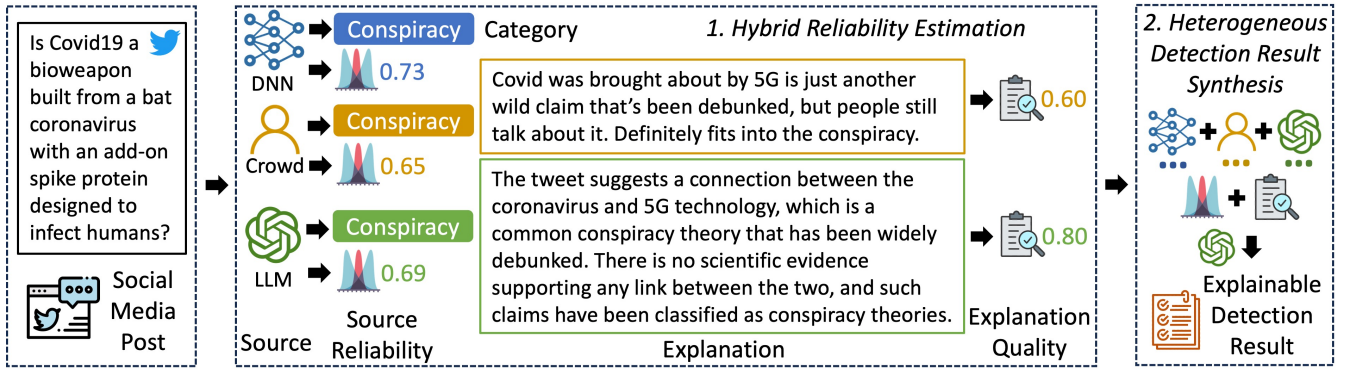 Is Covid19 a
bioweapon
built from a bat
coronavirus
with an add-on
spike protein
designed to
infect humans?
Social
Media
Post
1. Hybrid Reliability Estimation
DNN
Conspiracy
Category
0.73
Crowd
Conspiracy
0.65
Covid was brought about by 5G is just another
wild claim that's been debunked, but people still
talk about it. Definitely fits into the conspiracy.
0.60
LLM
Conspiracy
0.69
The tweet suggests a connection between the
coronavirus and 5G technology, which is a
common conspiracy theory that has been widely
debunked. There is no scientific evidence
supporting any link between the two, and such
claims have been classified as conspiracy theories.
0.80
Source
Source
Reliability
Explanation
Explanation
Quality
2. Heterogeneous
Detection Result
Synthesis
Explainable
Detection
Result